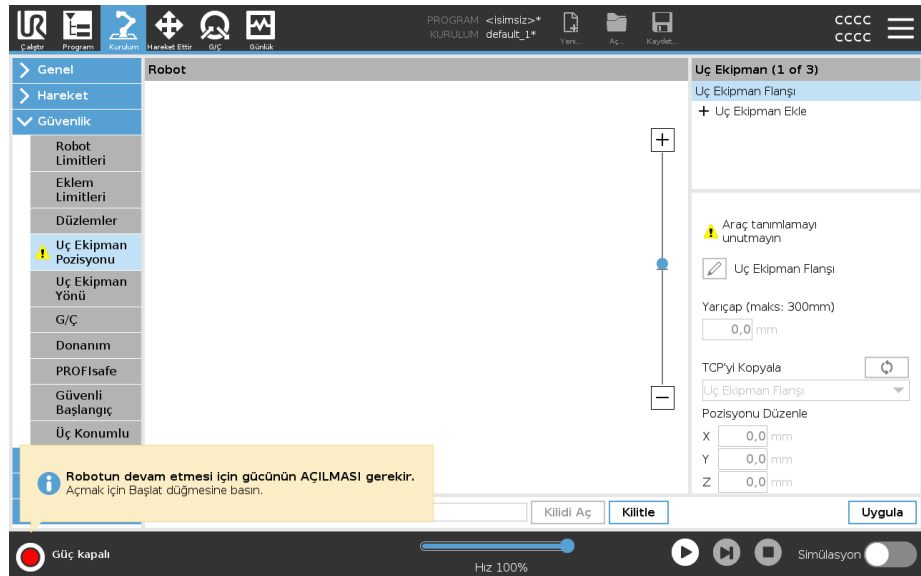 UR
Çalıştır
Program
Kurulum
Hareket Ettir
G/Ç
Günlük
PROGRAM <isimsiz>*
KURULUM default_1*
Yeni...
Aç...
Kaydet...
cccc
cccc
Genel
Hareket
Güvenlik
Robot
Limitleri
Eklem
Limitleri
Düzlemler
Uç Ekipman
Pozisyonu
Uç Ekipman
Yönü
G/Ç
Donanım
PROFIsafe
Güvenli
Başlangıç
Üç Konumlu
Robot
Uç Ekipman (1 of 3)
Uç Ekipman Flanşı
+ Uç Ekipman Ekle
Araç tanımlamayı
unutmayın
Uç Ekipman Flanşı
Yarıçap (maks: 300mm)
0,0 mm
TCP'yi Kopyala
Uç Ekipman Flanşı
Pozisyonu Düzenle
X 0,0 mm
Y 0,0 mm
Z 0,0 mm
Robotun devam etmesi için gücünün AÇILMASI gerekir.
Açmak için Başlat düğmesine basın.
Kilidi Aç
Kilitle
Uygula
Güç kapalı
Hız 100%
Simülasyon